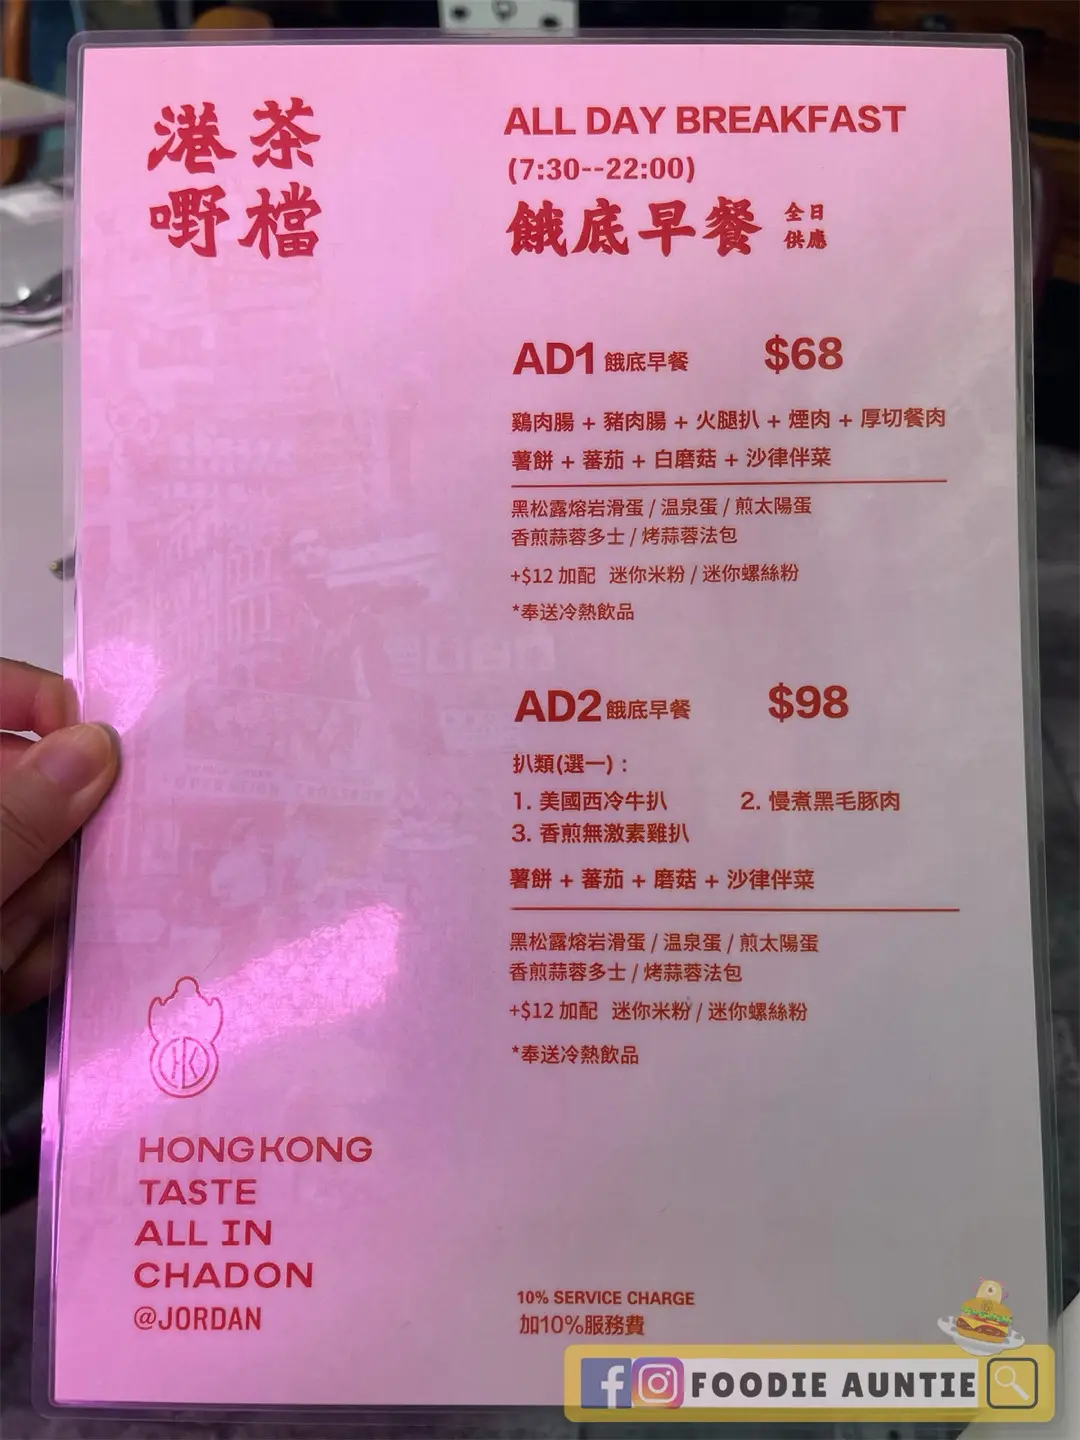 港茶
嘢檔
ALL DAY BREAKFAST
(7:30--22:00)
餓底早餐 全日供應
AD1 餓底早餐 $68
鷄肉腸 + 豬肉腸 + 火腿扒 + 煙肉 + 厚切餐肉
薯餅 + 蕃茄 + 白磨菇 + 沙律伴菜
黑松露熔岩滑蛋 / 温泉蛋 / 煎太陽蛋
香煎蒜蓉多士 / 烤蒜蓉法包
+$12 加配 迷你米粉 / 迷你螺絲粉
*奉送冷熱飲品
AD2 餓底早餐 $98
扒類(選一) :
1. 美國西冷牛扒 2. 慢煮黑毛豚肉
3. 香煎無激素雞扒
薯餅 + 蕃茄 + 磨菇 + 沙律伴菜
黑松露熔岩滑蛋 / 温泉蛋 / 煎太陽蛋
香煎蒜蓉多士 / 烤蒜蓉法包
+$12 加配 迷你米粉 / 迷你螺絲粉
*奉送冷熱飲品
HK
HONGKONG
TASTE
ALL IN
CHADON
@JORDAN
10% SERVICE CHARGE
加10%服務費
FOODIE AUNTIE